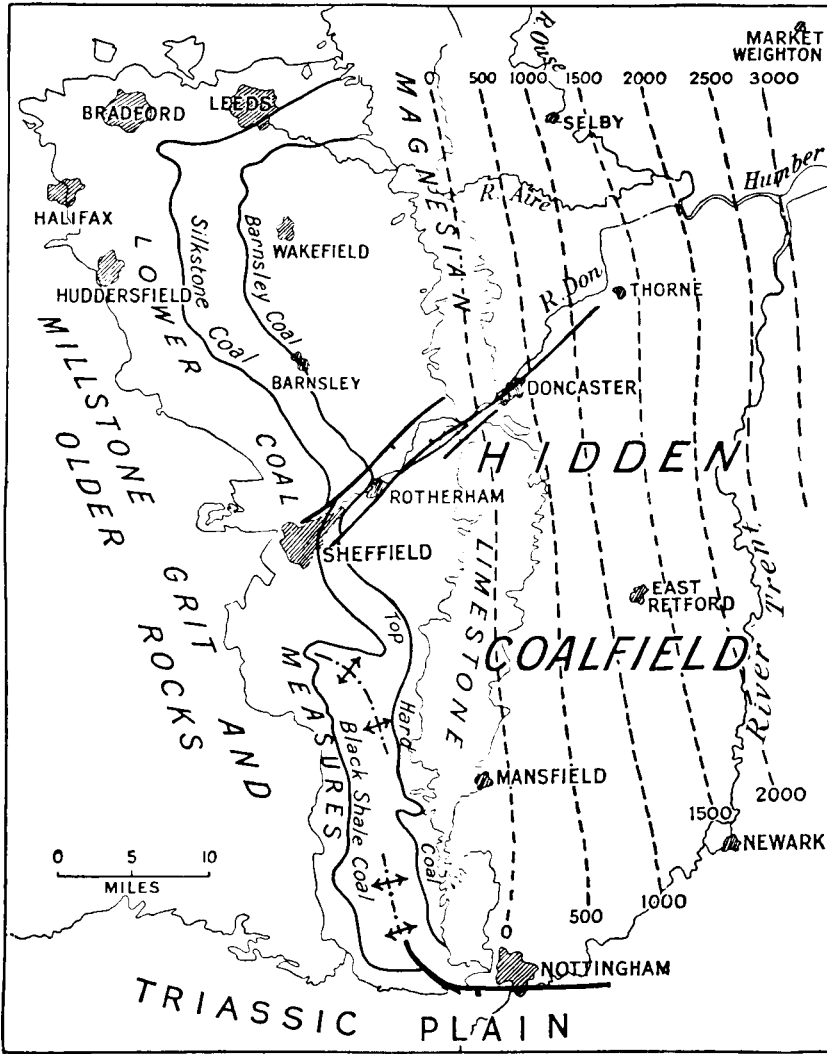 MARKET
WEIGHTON
R. Ouse
0 500 1000 1500 2000 2500 3000
BRADFORD
LEEDS
SELBY
MAGNESIAN
LIMESTONE
R. Aire
Humber
HALIFAX
WAKEFIELD
Silkstone Coal
Barnsley Coal
HUDDERSFIELD
R. Don
THORNE
LOWER
COAL
MEASURES
BARNSLEY
DONCASTER
MILLSTONE GRIT AND
OLDER ROCKS
HIDDEN
COALFIELD
ROTHERHAM
SHEFFIELD
EAST
RETFORD
River Trent
Top Hard Coal
Black Shale Coal
MANSFIELD
2000
1500
NEWARK
1000
500
0
0 5 10
MILES
NOTTINGHAM
TRIASSIC PLAIN